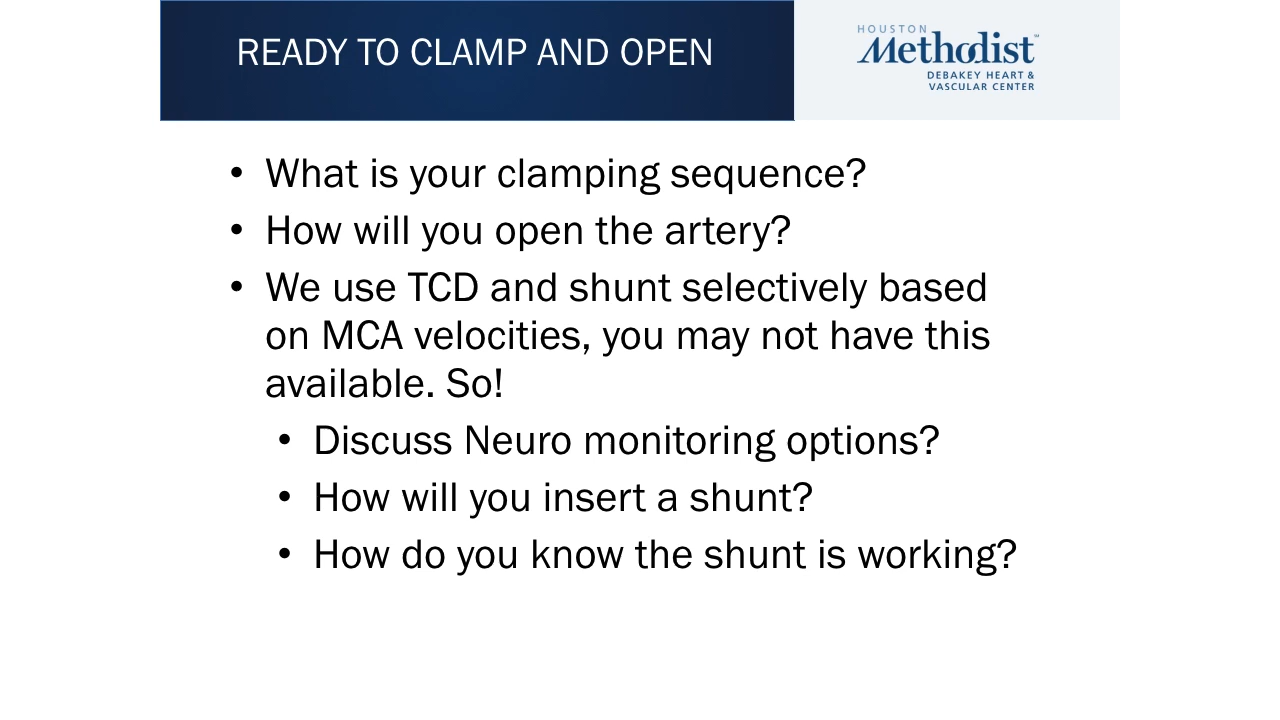 READY TO CLAMP AND OPEN
HOUSTON
Methodist℠
DEBAKEY HEART &
VASCULAR CENTER
• What is your clamping sequence?
• How will you open the artery?
• We use TCD and shunt selectively based
on MCA velocities, you may not have this
available. So!
• Discuss Neuro monitoring options?
• How will you insert a shunt?
• How do you know the shunt is working?